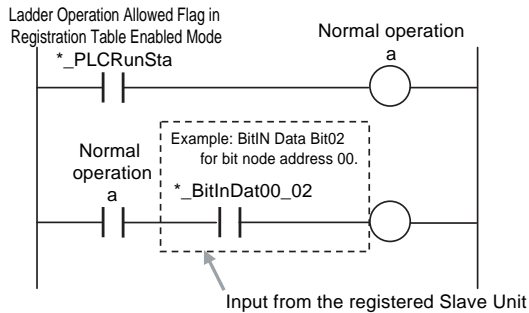 Ladder Operation Allowed Flag in
Registration Table Enabled Mode
*_PLCRunSta
Normal operation
a
Normal
operation
a
Example: BitIN Data Bit02
for bit node address 00.
*_BitInDat00_02
Input from the registered Slave Unit